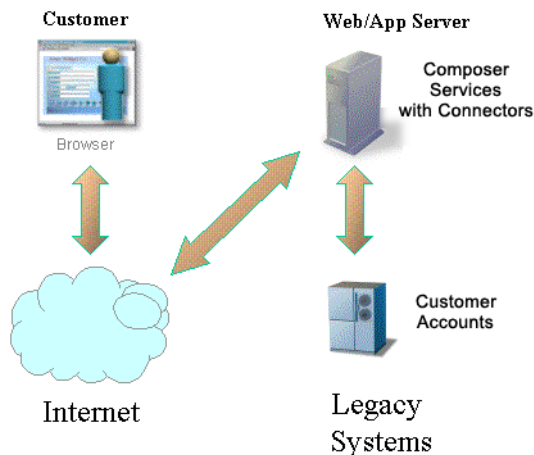 Customer
Web/App Server
Composer
Services
with Connectors
Browser
Customer
Accounts
Internet
Legacy
Systems